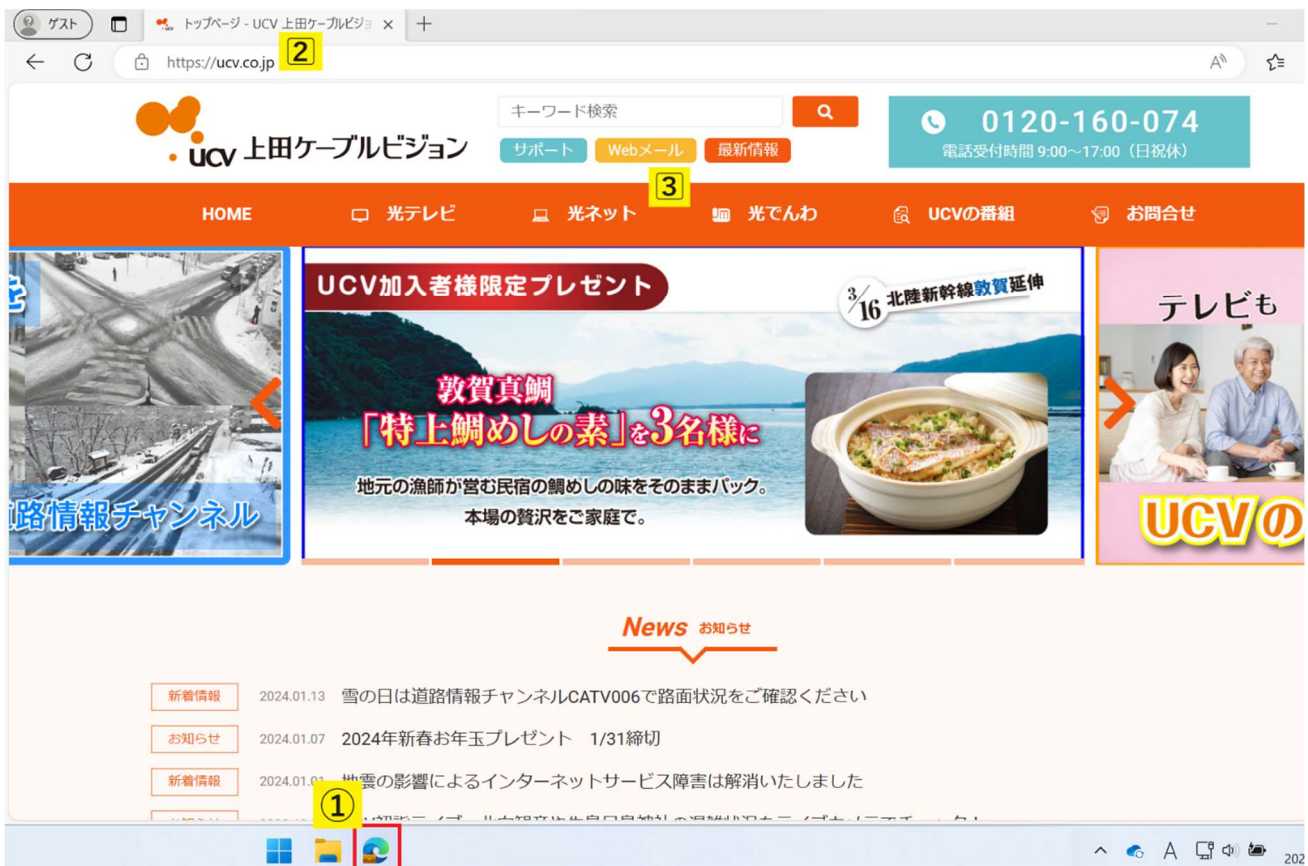 ゲスト
トップページ - UCV 上田ケーブルビジョ
https://ucv.co.jp
2
ucv 上田ケーブルビジョン
キーワード検索
サポート Webメール 最新情報
0120-160-074
電話受付時間 9:00～17:00（日祝休）
3
HOME 光テレビ 光ネット 光でんわ UCVの番組 お問合せ
路情報チャンネル
UCV加入者様限定プレゼント
3/16 北陸新幹線敦賀延伸
敦賀真鯛
「特上鯛めしの素」を3名様に
地元の漁師が営む民宿の鯛めしの味をそのままパック。
本場の贅沢をご家庭で。
テレビも
UCVの
News お知らせ
新着情報 2024.01.13 雪の日は道路情報チャンネルCATV006で路面状況をご確認ください
お知らせ 2024.01.07 2024年新春お年玉プレゼント 1/31締切
新着情報 2024.01.01 地雲の影響によるインターネットサービス障害は解消いたしました
①
A
202